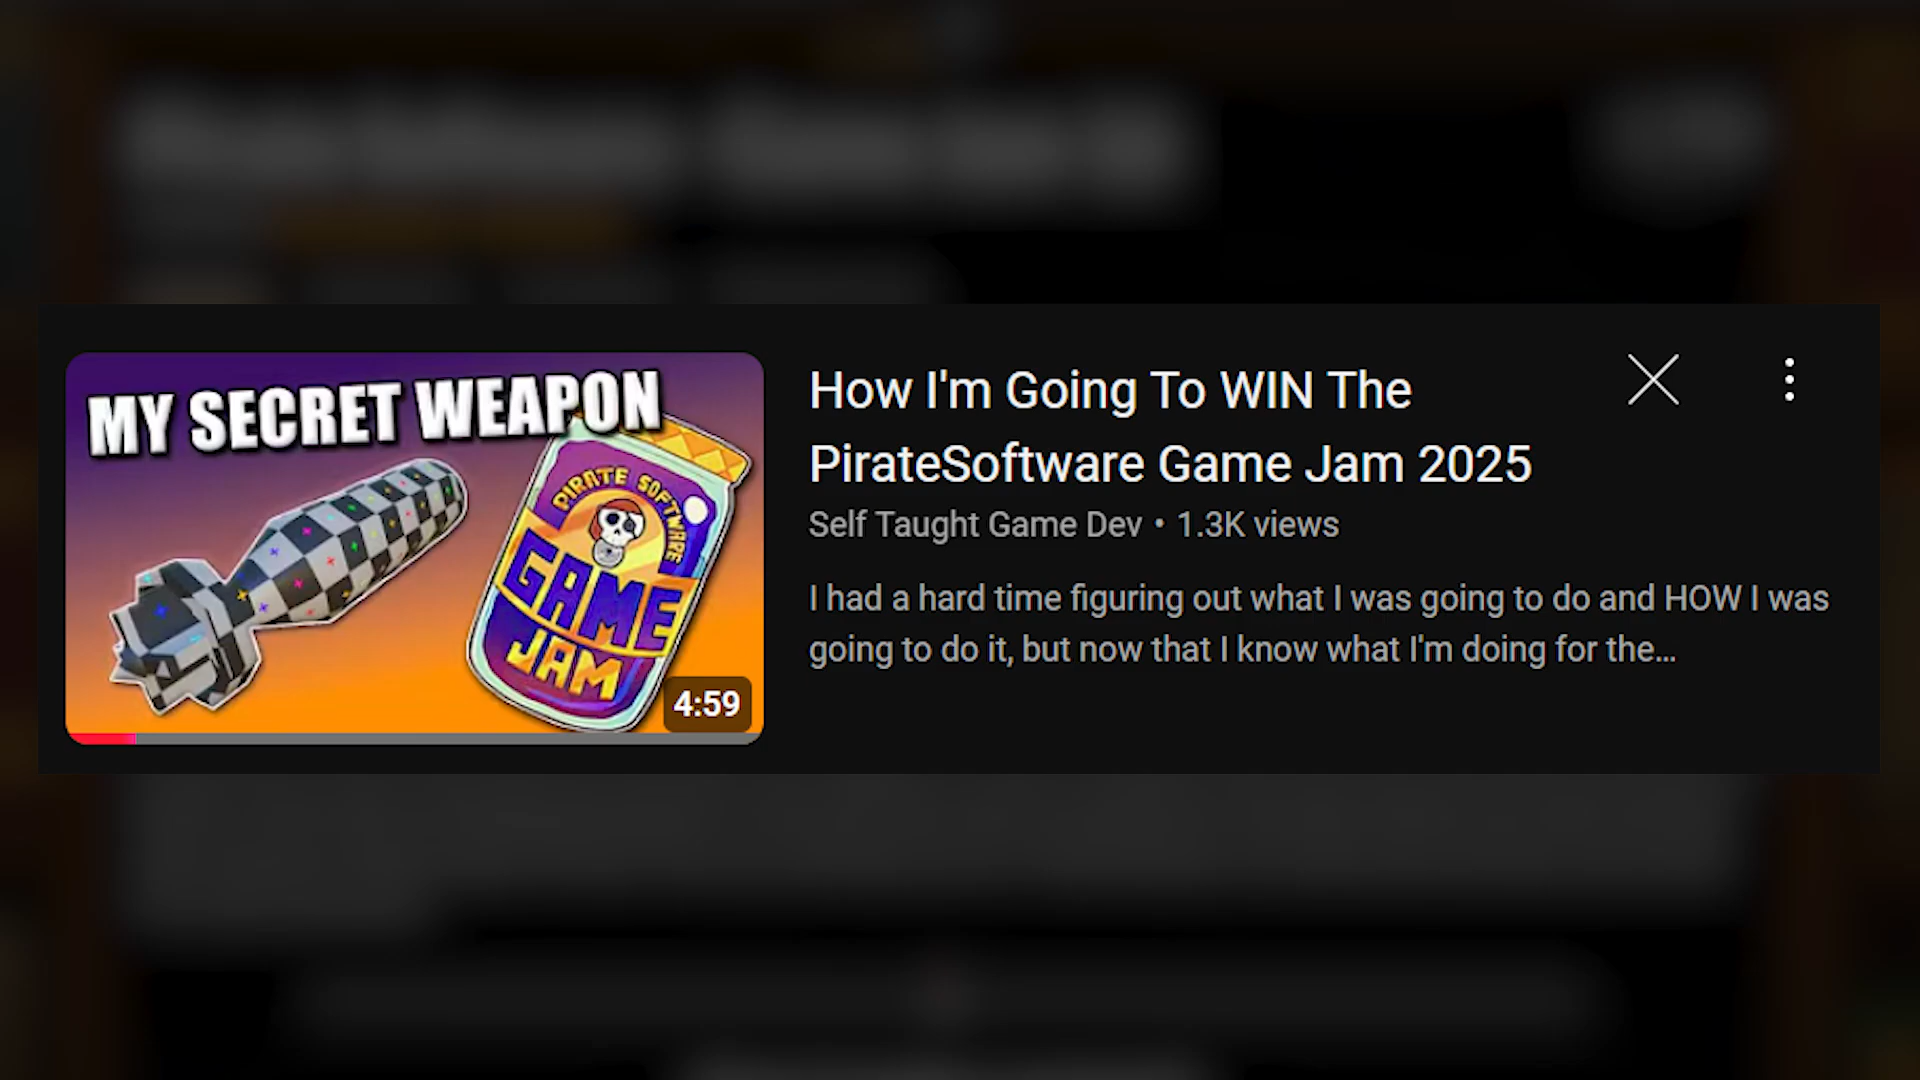 MY SECRET WEAPON
PIRATE SOFTWARE
GAME
JAM
4:59
How I'm Going To WIN The
PirateSoftware Game Jam 2025
Self Taught Game Dev • 1.3K views
I had a hard time figuring out what I was going to do and HOW I was
going to do it, but now that I know what I'm doing for the...